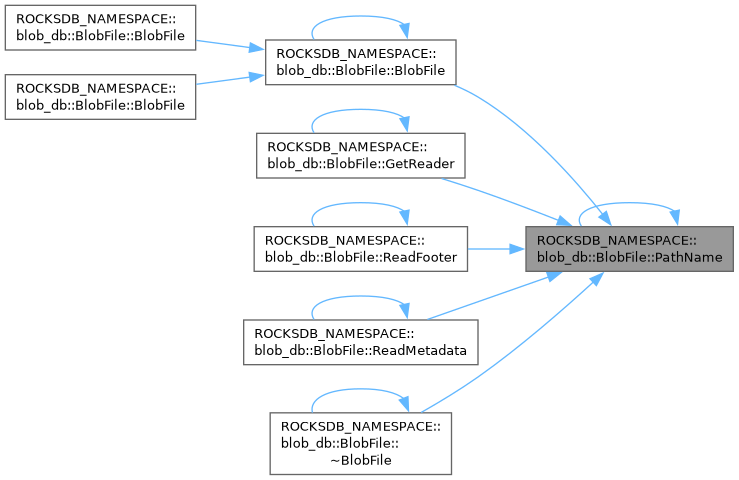 ROCKSDB_NAMESPACE::
blob_db::BlobFile::BlobFile
ROCKSDB_NAMESPACE::
blob_db::BlobFile::BlobFile
ROCKSDB_NAMESPACE::
blob_db::BlobFile::BlobFile
ROCKSDB_NAMESPACE::
blob_db::BlobFile::GetReader
ROCKSDB_NAMESPACE::
blob_db::BlobFile::ReadFooter
ROCKSDB_NAMESPACE::
blob_db::BlobFile::PathName
ROCKSDB_NAMESPACE::
blob_db::BlobFile::ReadMetadata
ROCKSDB_NAMESPACE::
blob_db::BlobFile::
~BlobFile